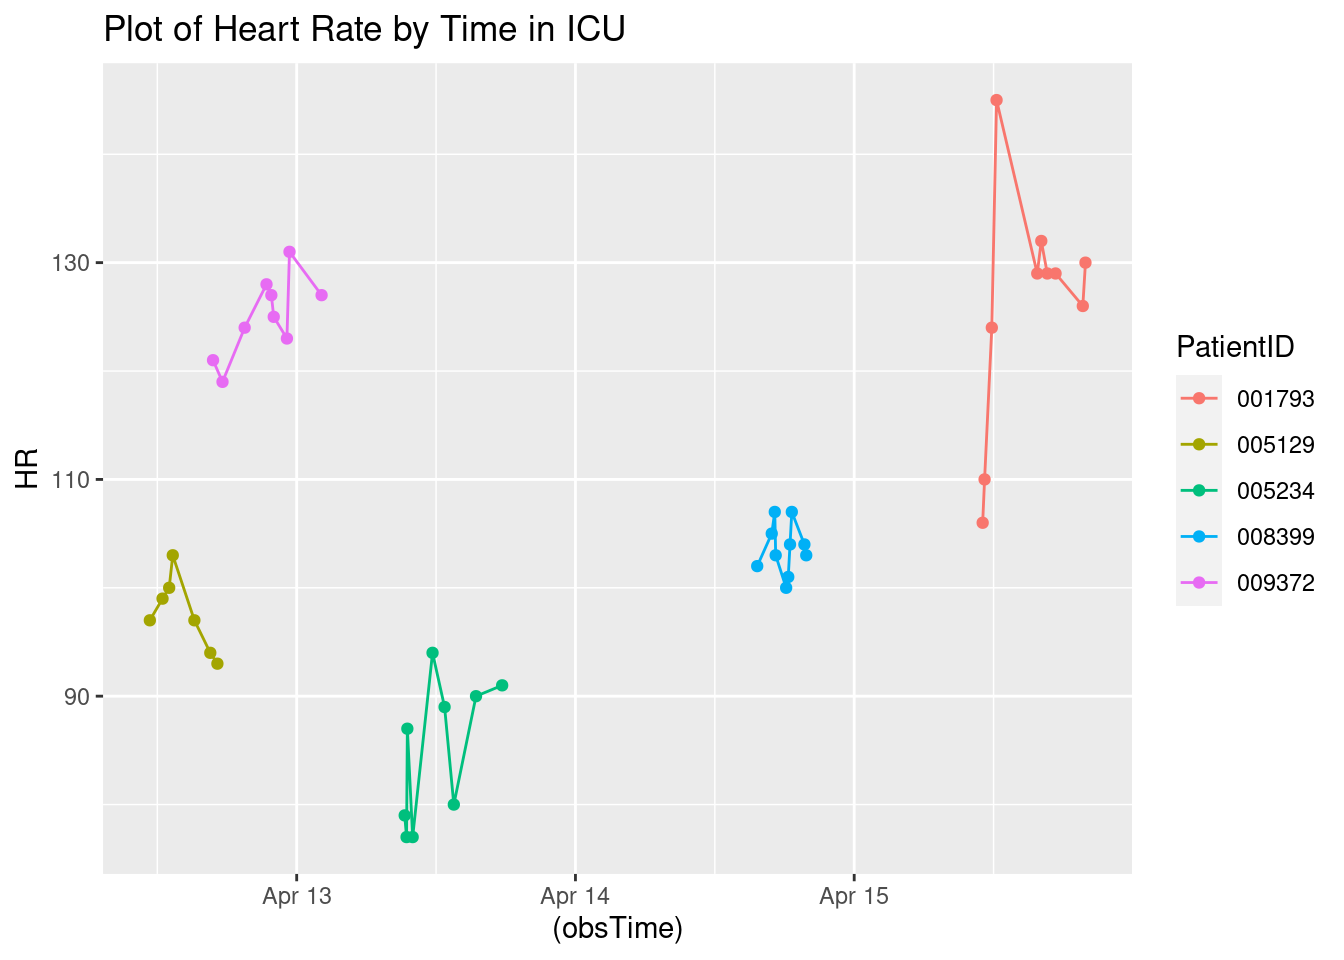 Plot of Heart Rate by Time in ICU
HR
130
110
90
Apr 13
Apr 14
Apr 15
(obsTime)
PatientID
001793
005129
005234
008399
009372